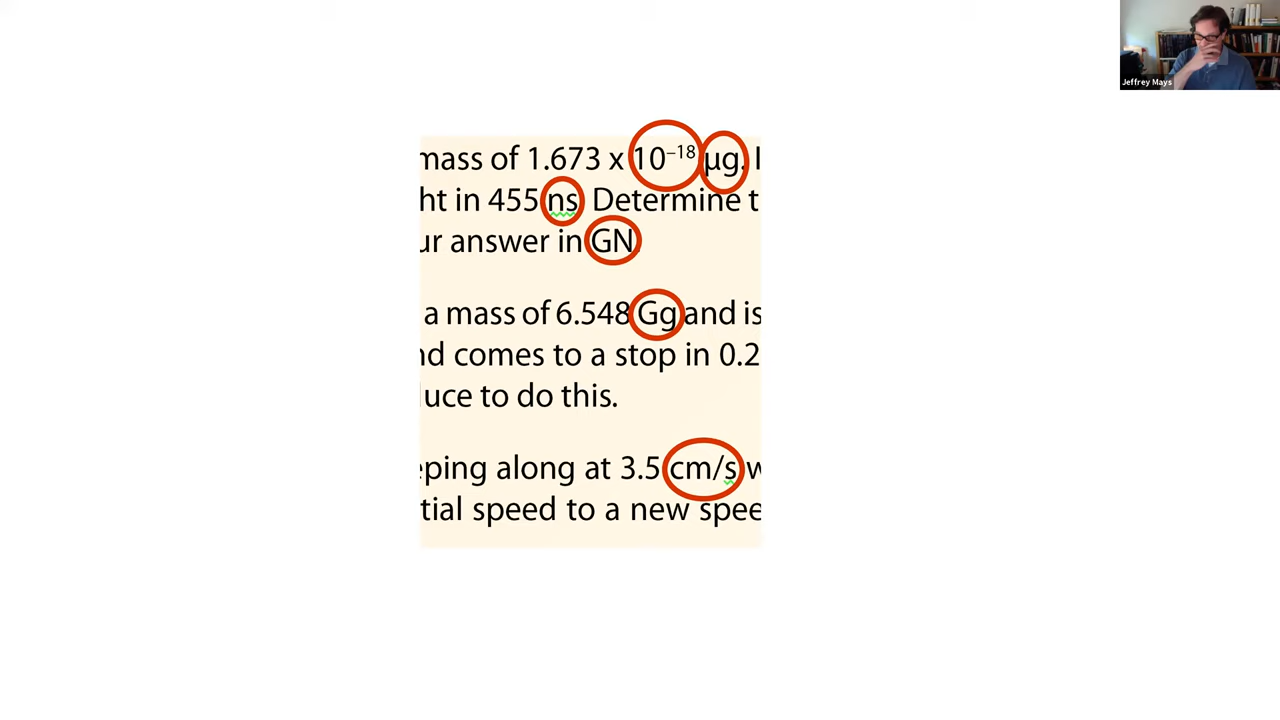 Jeffrey Mays
mass of 1.673 x 10⁻¹⁸ µg. I
ht in 455 ns. Determine t
ur answer in GN.
a mass of 6.548 Gg and is
nd comes to a stop in 0.2
uce to do this.
eping along at 3.5 cm/s w
tial speed to a new spee